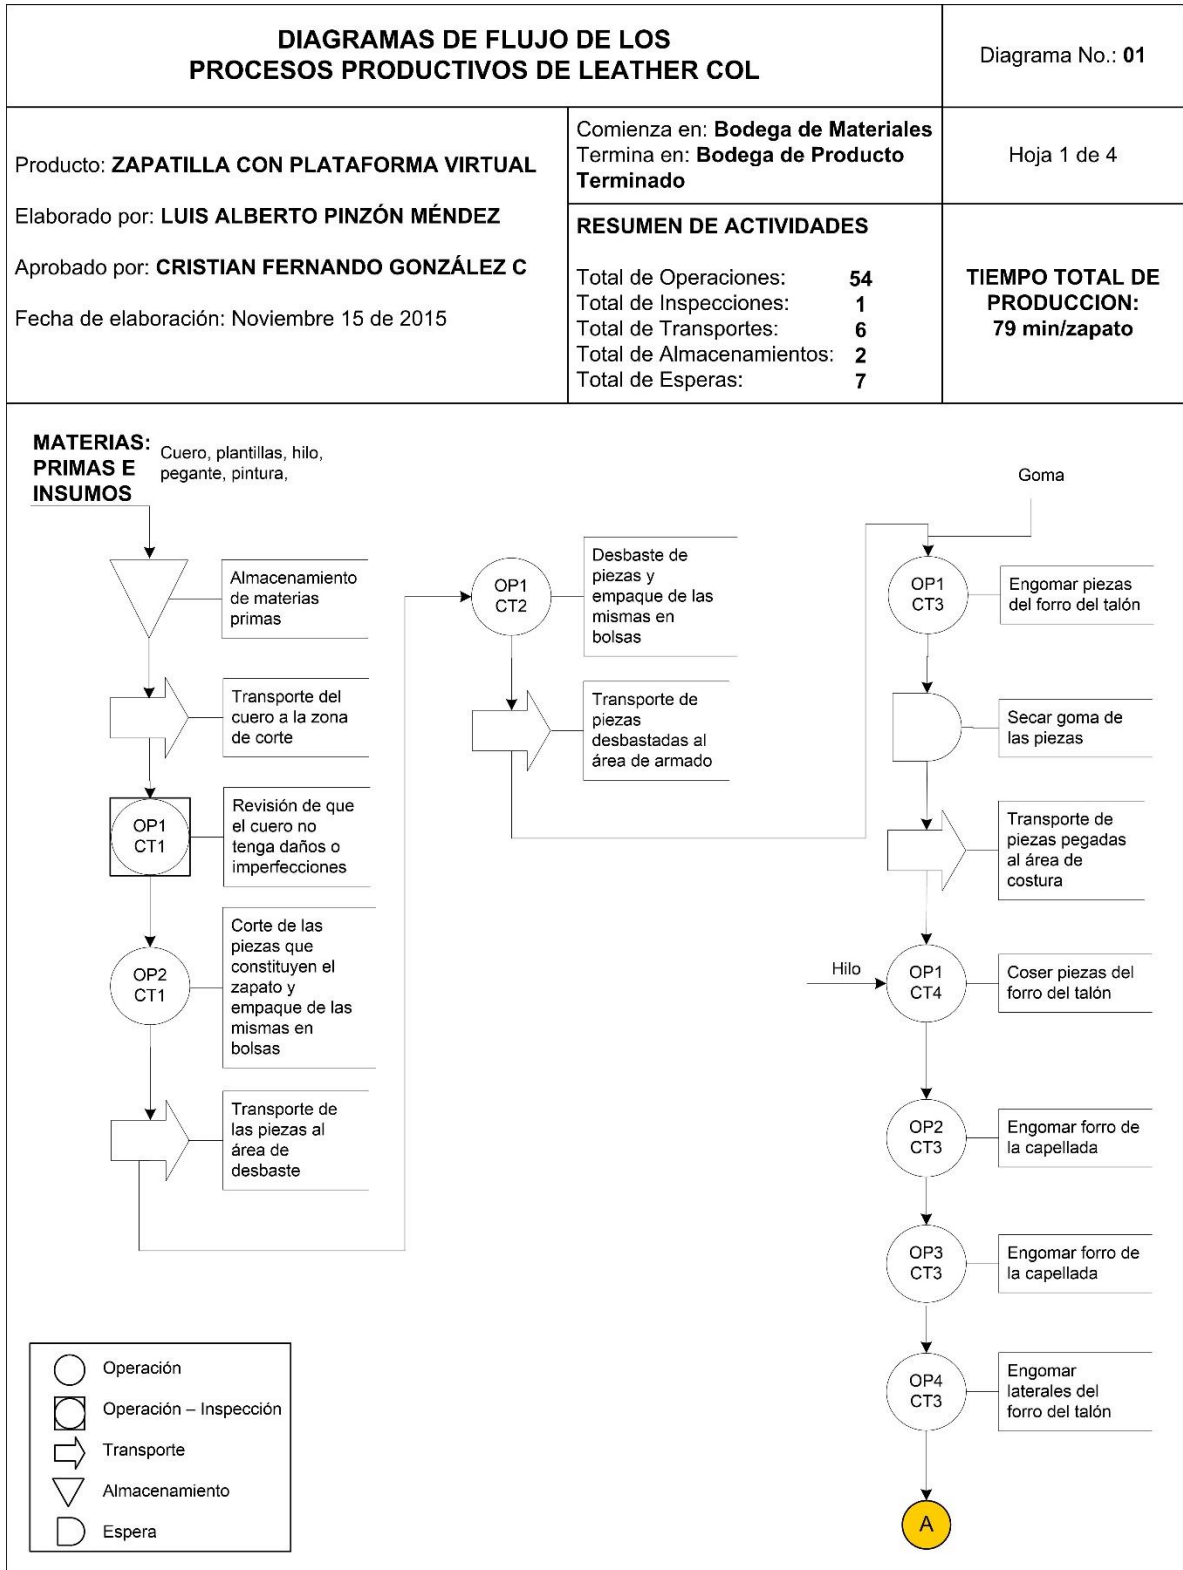 DIAGRAMAS DE FLUJO DE LOS
PROCESOS PRODUCTIVOS DE LEATHER COL
Diagrama No.: 01
Producto: ZAPATILLA CON PLATAFORMA VIRTUAL
Elaborado por: LUIS ALBERTO PINZÓN MÉNDEZ
Aprobado por: CRISTIAN FERNANDO GONZÁLEZ C
Fecha de elaboración: Noviembre 15 de 2015
Comienza en: Bodega de Materiales
Termina en: Bodega de Producto
Terminado
Hoja 1 de 4
RESUMEN DE ACTIVIDADES
Total de Operaciones: 54
Total de Inspecciones: 1
Total de Transportes: 6
Total de Almacenamientos: 2
Total de Esperas: 7
TIEMPO TOTAL DE
PRODUCCION:
79 min/zapato
MATERIAS:
PRIMAS E
INSUMOS
Cuero, plantillas, hilo,
pegante, pintura,
Almacenamiento
de materias
primas
Transporte del
cuero a la zona
de corte
OP1
CT1
Revisión de que
el cuero no
tenga daños o
imperfecciones
OP2
CT1
Corte de las
piezas que
constituyen el
zapato y
empaque de las
mismas en
bolsas
Transporte de
las piezas al
área de
desbaste
OP1
CT2
Desbaste de
piezas y
empaque de las
mismas en
bolsas
Transporte de
piezas
desbastadas al
área de armado
Goma
OP1
CT3
Engomar piezas
del forro del talón
Secar goma de
las piezas
Transporte de
piezas pegadas
al área de
costura
Hilo
OP1
CT4
Coser piezas del
forro del talón
OP2
CT3
Engomar forro de
la capellada
OP3
CT3
Engomar forro de
la capellada
OP4
CT3
Engomar
laterales del
forro del talón
A
Operación
Operación – Inspección
Transporte
Almacenamiento
Espera